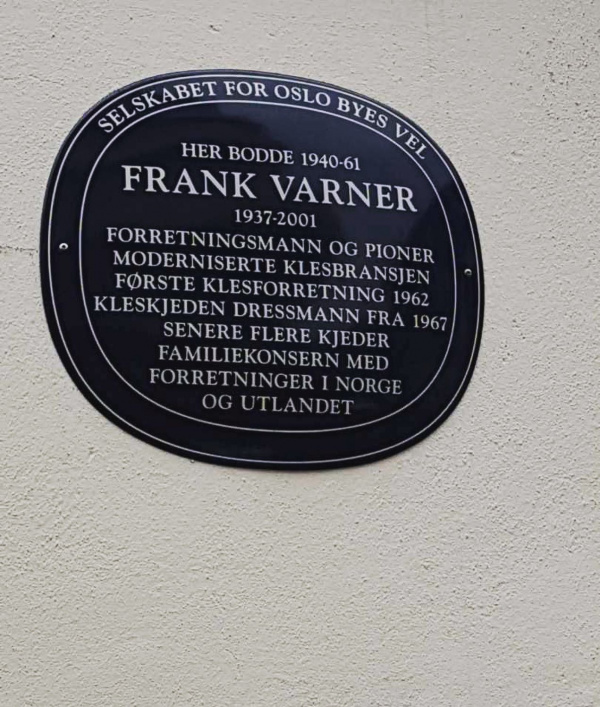 SELSKABET FOR OSLO BYES VEL
HER BODDE 1940-61
FRANK VARNER
1937-2001
FORRETNINGSMANN OG PIONER
MODERNISERTE KLESBRANSJEN
FØRSTE KLESFORRETNING 1962
KLESKJEDEN DRESSMANN FRA 1967
SENERE FLERE KJEDER
FAMILIEKONSERN MED
FORRETNINGER I NORGE
OG UTLANDET